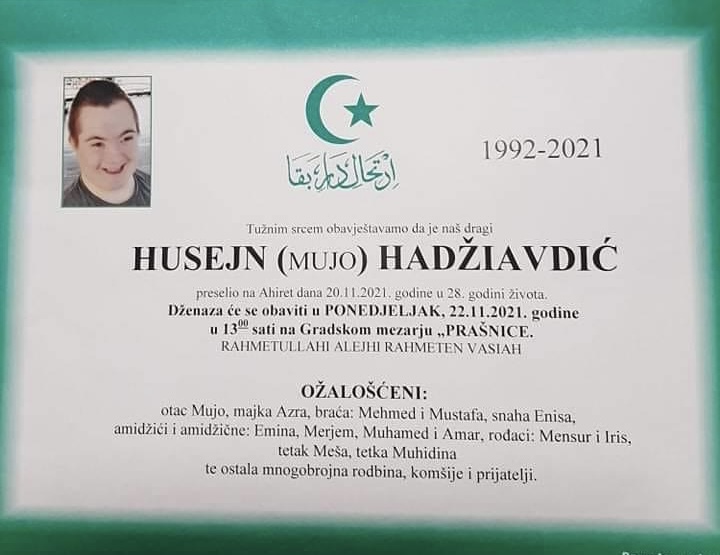 1992-2021
اِرْتِحَالِ دَارِ بَقَا
Tužnim srcem obavještavamo da je naš dragi
HUSEJN (MUJO) HADŽIAVDIĆ
preselio na Ahiret dana 20.11.2021. godine u 28. godini života.
Dženaza će se obaviti u PONEDJELJAK, 22.11.2021. godine
u 13⁰⁰ sati na Gradskom mezarju „PRAŠNICE.
RAHMETULLAHI ALEJHI RAHMETEN VASIAH
OŽALOŠĆENI:
otac Mujo, majka Azra, braća: Mehmed i Mustafa, snaha Enisa,
amidžići i amidžične: Emina, Merjem, Muhamed i Amar, rođaci: Mensur i Iris,
tetak Meša, tetka Muhidina
te ostala mnogobrojna rodbina, komšije i prijatelji.